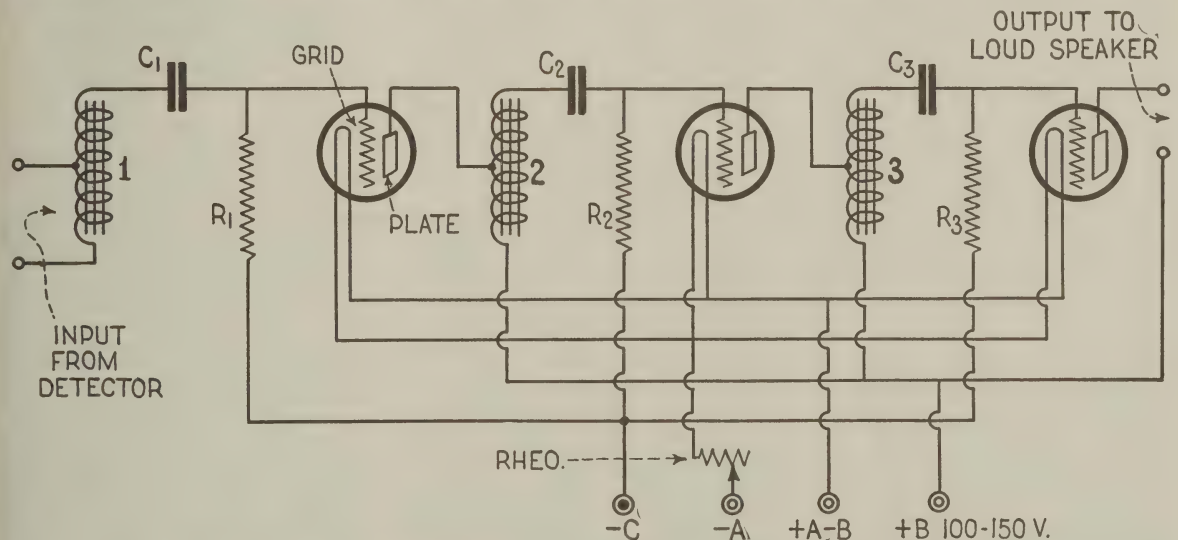 OUTPUT TO
LOUD SPEAKER
C1
GRID
C2
C3
1
2
3
R1
PLATE
R2
R3
INPUT
FROM
DETECTOR
RHEO.
-C
-A
+A-B
+B 100-150 V.